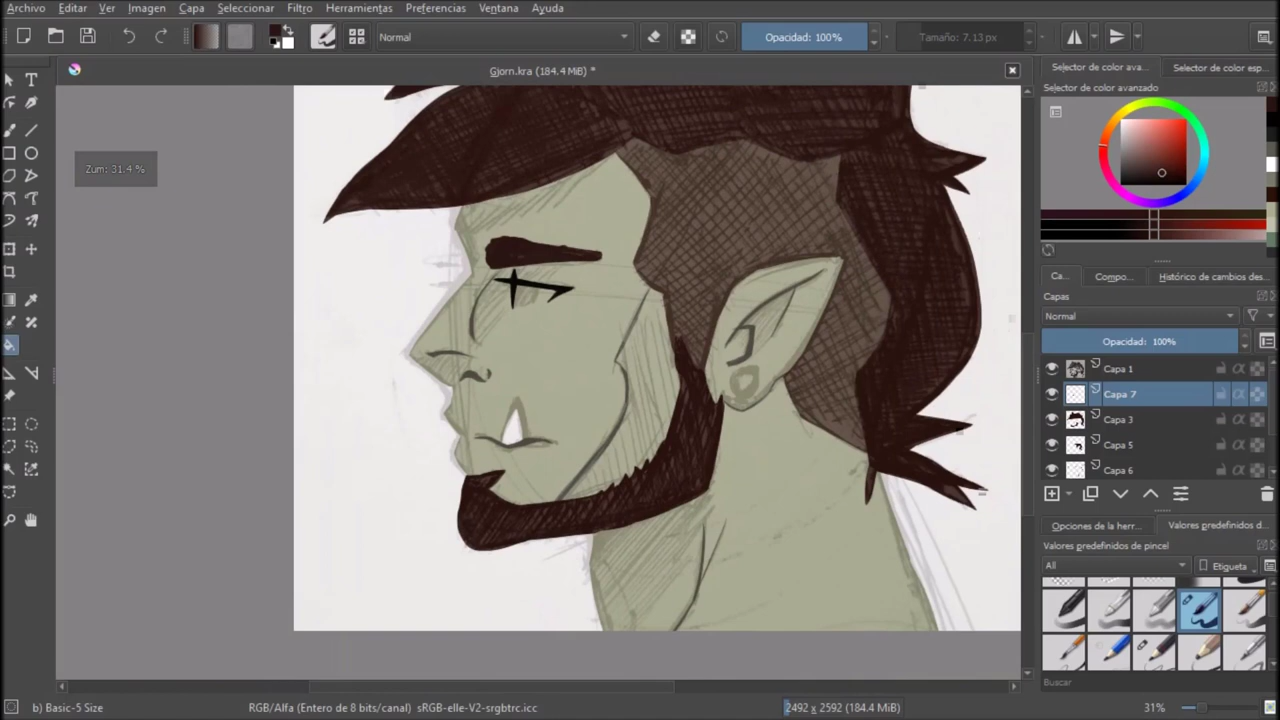 Archivo Editar Ver Imagen Capa Seleccionar Filtro Herramientas Preferencias Ventana Ayuda
Normal Opacidad: 100% Tamaño: 7.13 px
Gjorn.kra (184.4 MiB) *
Selector de color ava... Selector de color esp...
Selector de color avanzado
Zum: 31.4 %
Ca... Compo... Histórico de cambios des
Capas
Normal
Opacidad: 100%
Capa 1
Capa 7
Capa 3
Capa 5
Capa 6
Opciones de la herr... Valores predefinidos d...
Valores predefinidos de pincel
All Etiqueta
Buscar
b) Basic-5 Size RGB/Alfa (Entero de 8 bits/canal) sRGB-elle-V2-srgbtrc.icc 2492 x 2592 (184.4 MiB) 31%